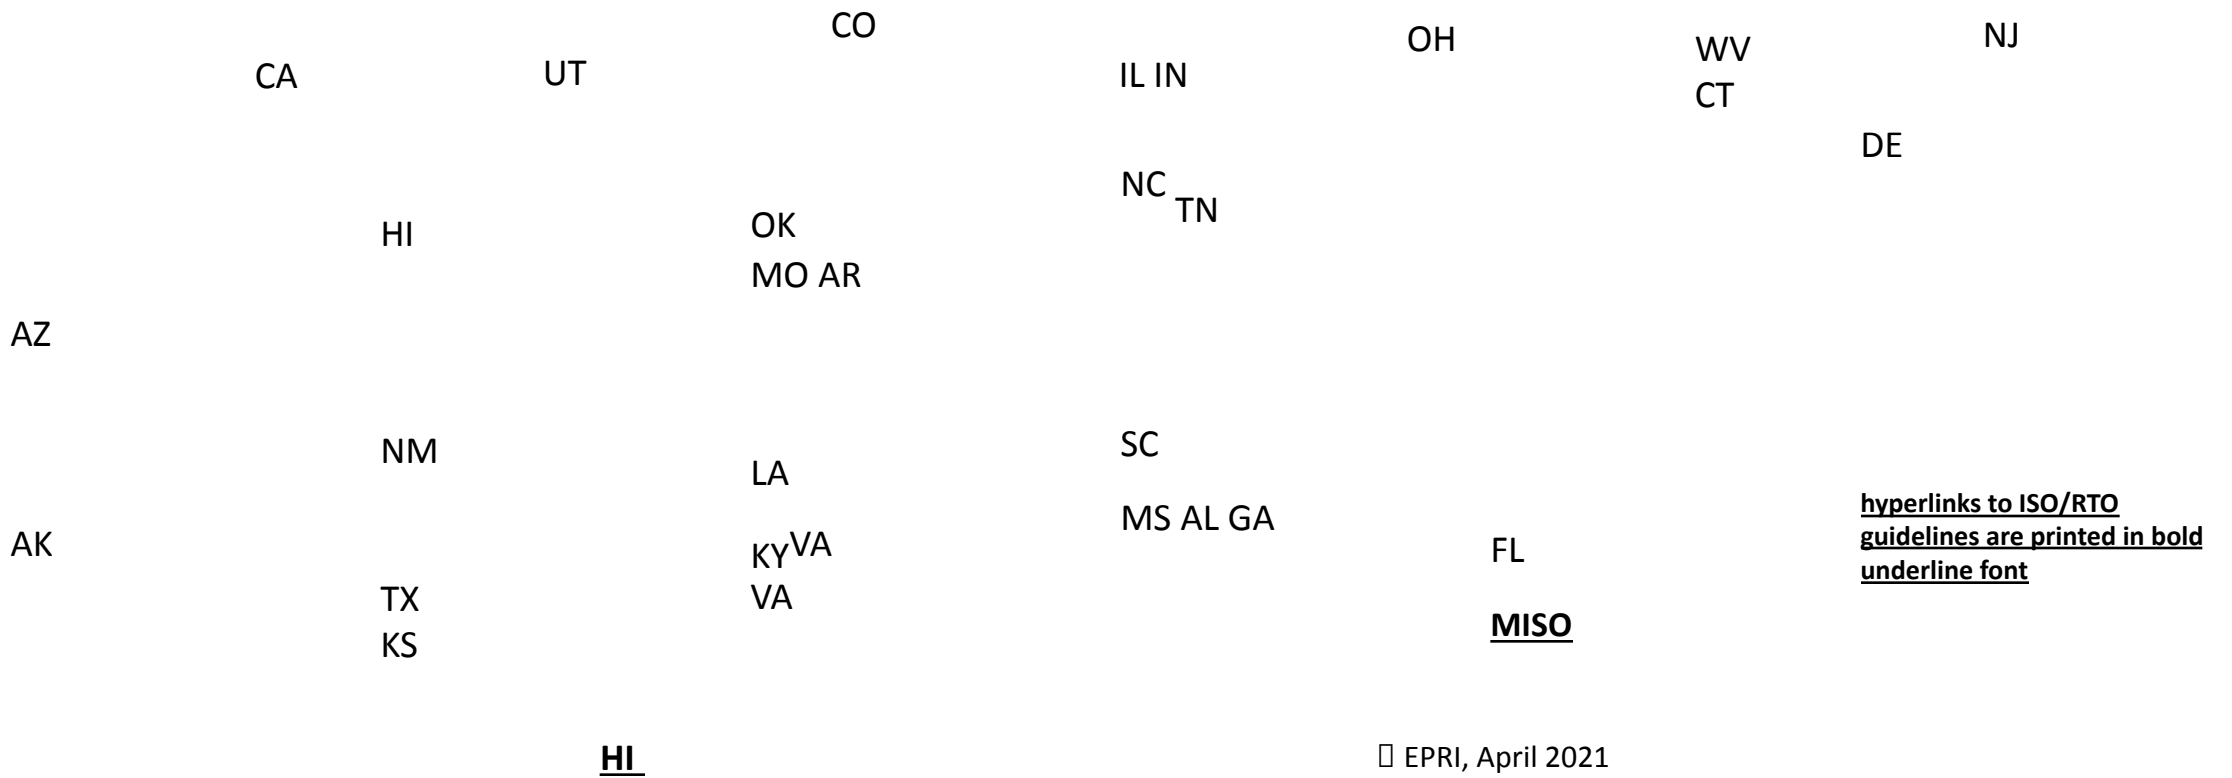 CO
OH
NJ
WV
CA
UT
IL IN
CT
DE
NC
TN
HI
OK
MO AR
AZ
NM
SC
LA
hyperlinks to ISO/RTO
guidelines are printed in bold
underline font
MS AL GA
AK
KY
VA
FL
TX
VA
MISO
KS
HI
▯ EPRI, April 2021